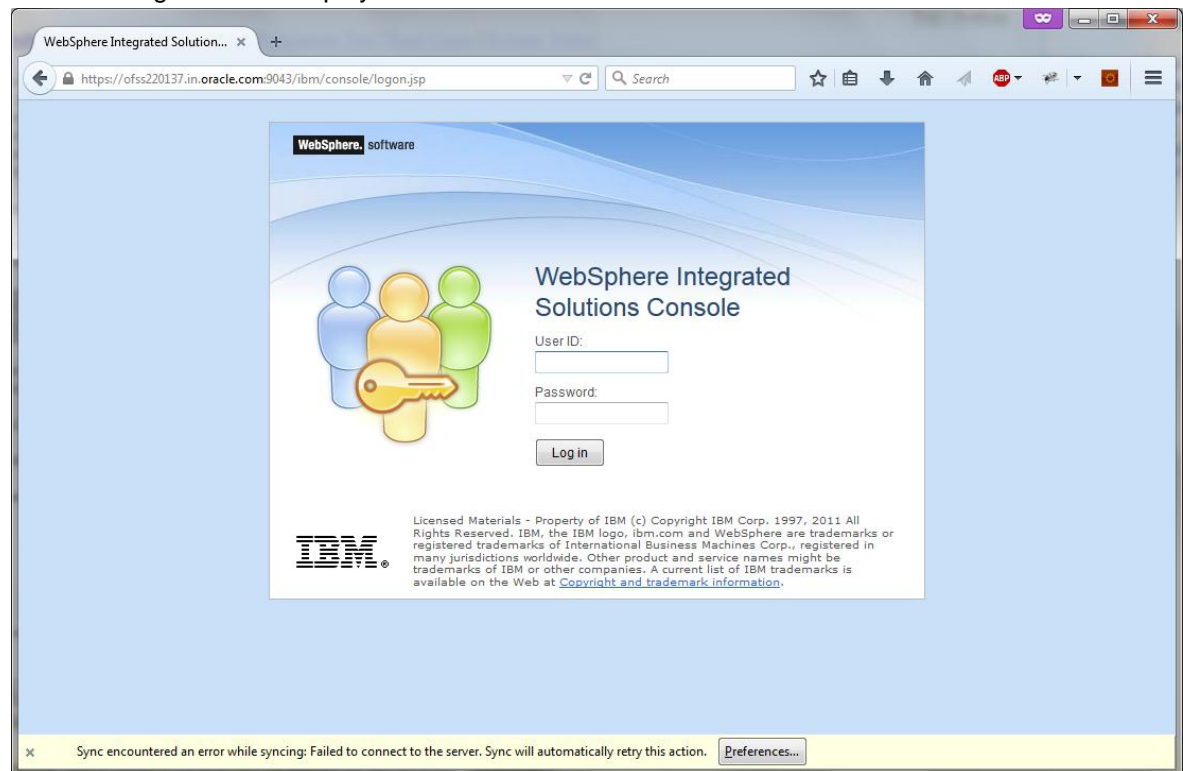 WebSphere Integrated Solution... × +
https://ofss220137.in.oracle.com:9043/ibm/console/logon.jsp
Search
ABP
WebSphere. software
WebSphere Integrated
Solutions Console
User ID:
Password:
Log in
IBM®
Licensed Materials - Property of IBM (c) Copyright IBM Corp. 1997, 2011 All
Rights Reserved. IBM, the IBM logo, ibm.com and WebSphere are trademarks or
registered trademarks of International Business Machines Corp., registered in
many jurisdictions worldwide. Other product and service names might be
trademarks of IBM or other companies. A current list of IBM trademarks is
available on the Web at Copyright and trademark information.
× Sync encountered an error while syncing: Failed to connect to the server. Sync will automatically retry this action. Preferences...